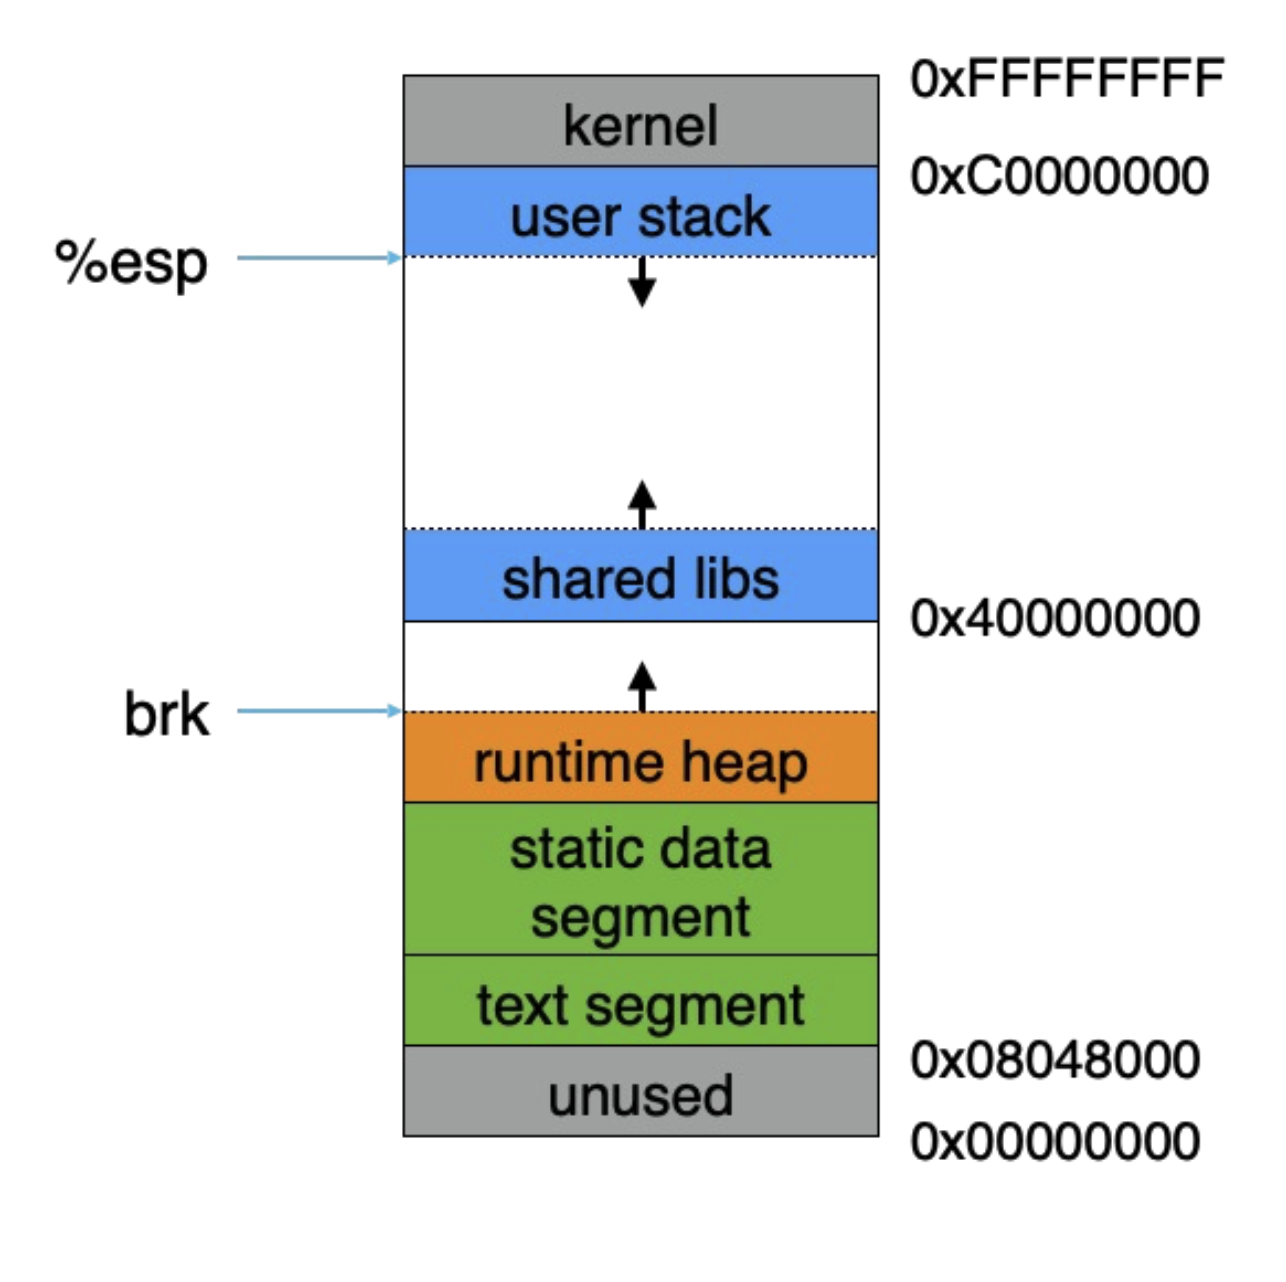 0xFFFFFFFF
kernel
0xC0000000
user stack
%esp
shared libs
0x40000000
brk
runtime heap
static data
segment
text segment
0x08048000
unused
0x00000000